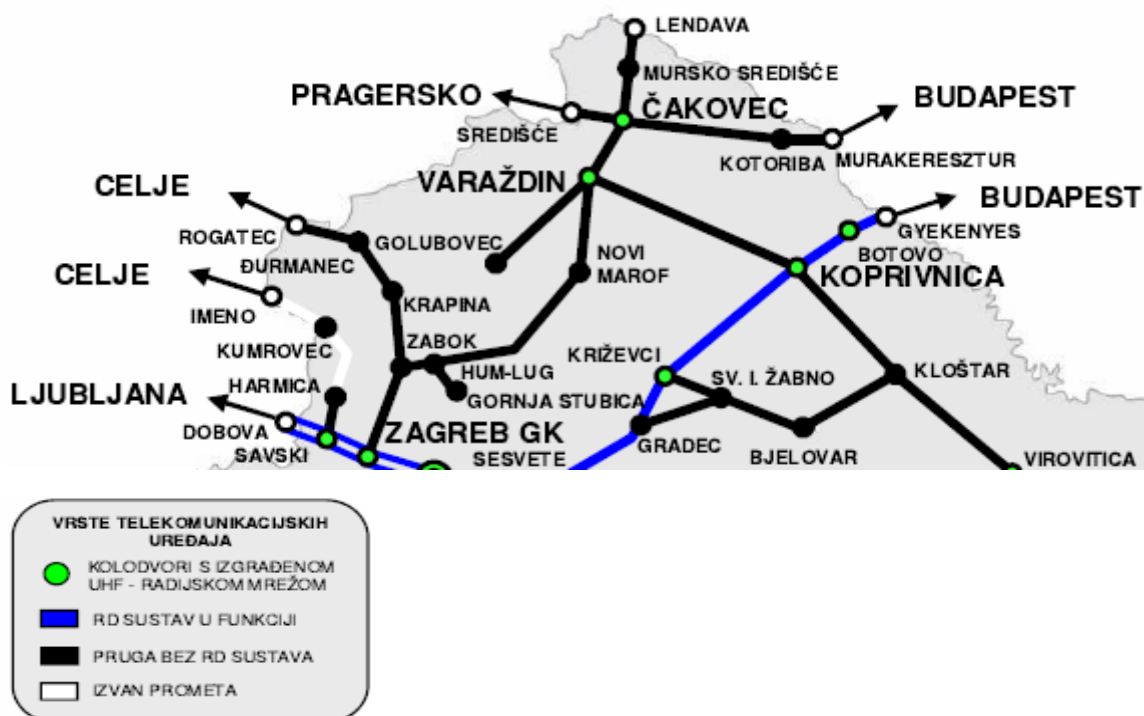 LENDAVA
MURSKO SREDIŠĆE
PRAGERSKO
ČAKOVEC
BUDAPEST
SREDIŠĆE
KOTORIBA
MURAKERESZTUR
VARAŽDIN
CELJE
BUDAPEST
ROGATEC
GOLUBOVEC
GYEKENYES
ĐURMANEC
NOVI
MAROF
BOTOVO
CELJE
KOPRIVNICA
KRAPINA
IMENO
ZABOK
KUMROVEC
KRIŽEVCI
HUM-LUG
SV. I. ŽABNO
KLOŠTAR
HARMICA
GORNJA STUBICA
LJUBLJANA
DOBOVA
ZAGREB GK
GRADEC
SAVSKI
SESVETE
BJELOVAR
VIROVITICA
VRSTE TELEKOMUNIKACIJSKIH
UREĐAJA
KOLODVORI S IZGRAĐENOM
UHF - RADIJSKOM MREŽOM
RD SUSTAV U FUNKCIJI
PRUGA BEZ RD SUSTAVA
IZVAN PROMETA